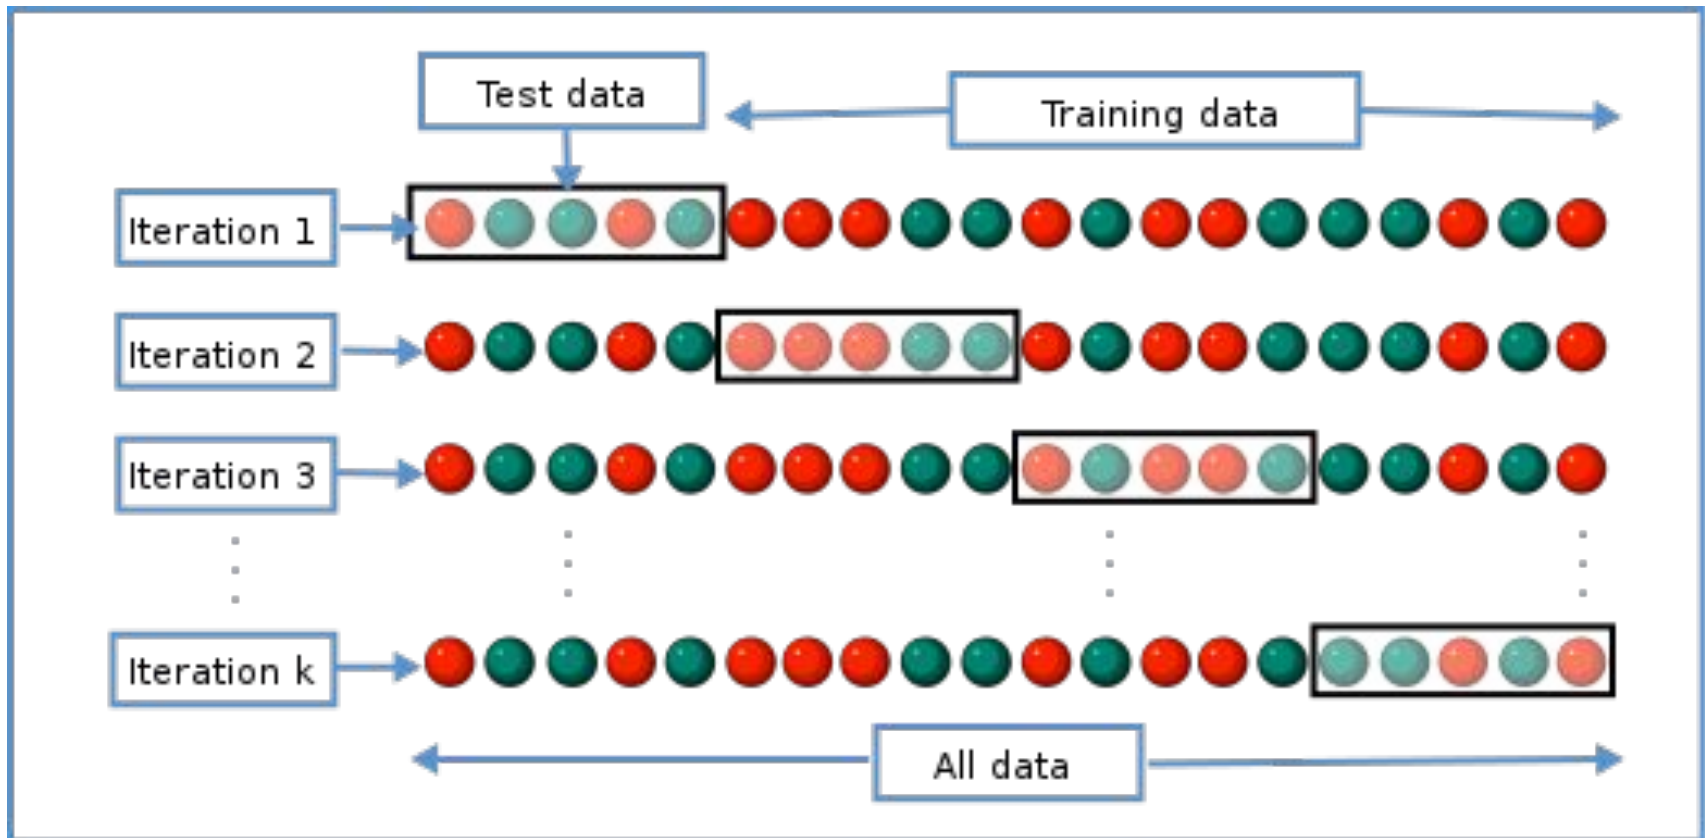 Test data
Training data
Iteration 1
Iteration 2
Iteration 3
Iteration k
All data